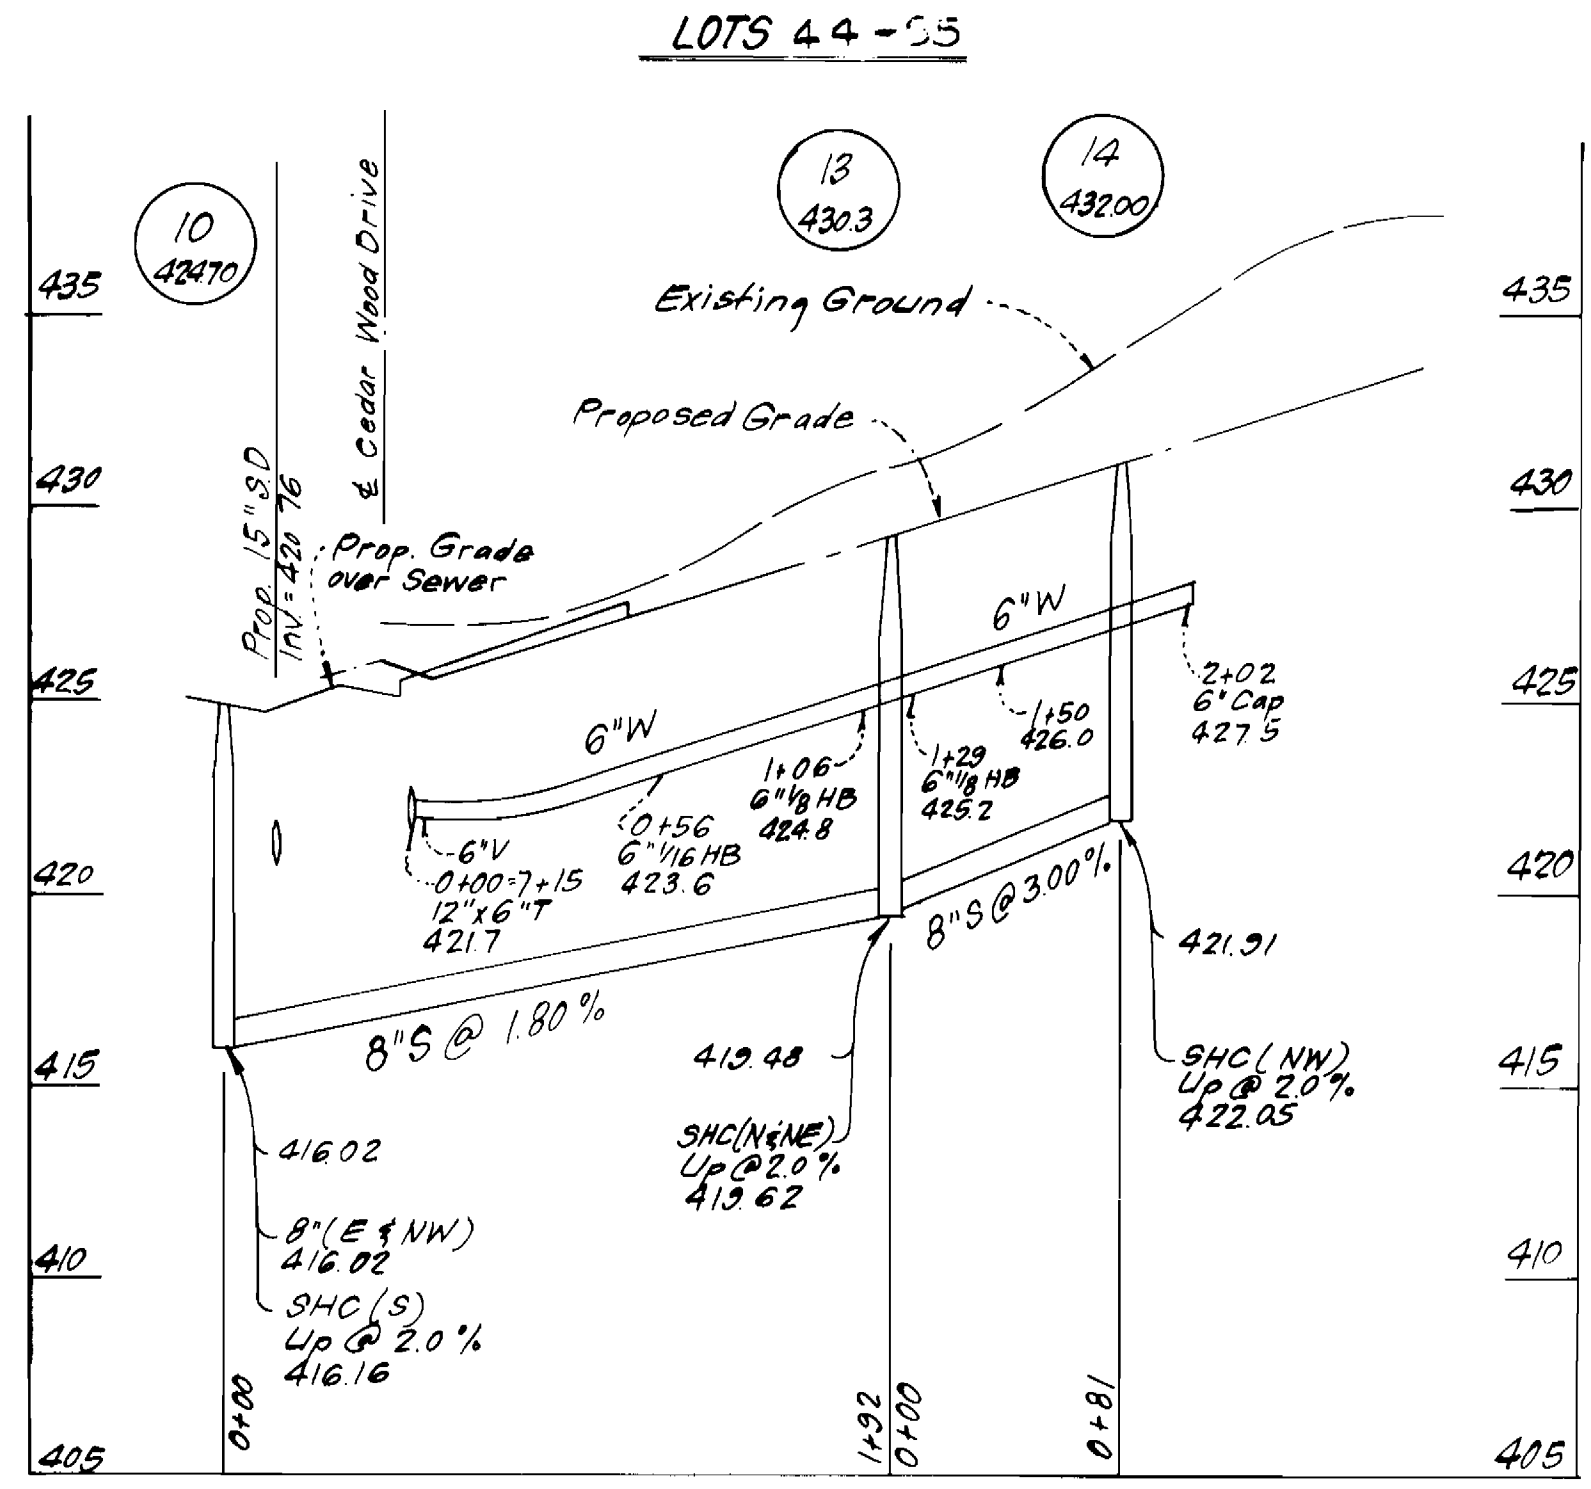 LOTS 44-55
10
424.70
13
430.3
14
432.00
℄ Cedar Wood Drive
Prop. 15" S.D
Inv = 420 76
Existing Ground
Proposed Grade
Prop. Grade
over Sewer
435
430
425
420
415
410
405
435
430
425
420
415
410
405
6"W
6"W
6"V
0+00=7+15
12"x6"T
421.7
0+56
6" 1/16 HB
423.6
1+06
6" 1/8 HB
424.8
1+29
6" 1/8 HB
425.2
1+50
426.0
2+02
6" Cap
427.5
8"S @ 1.80%
8"S @ 3.00%
416.02
8" (E & NW)
416.02
SHC (S)
Up @ 2.0%
416.16
419.48
SHC (N & NE)
Up @ 2.0%
419.62
421.91
SHC (NW)
Up @ 2.0%
422.05
0+00
1+92
0+00
0+81